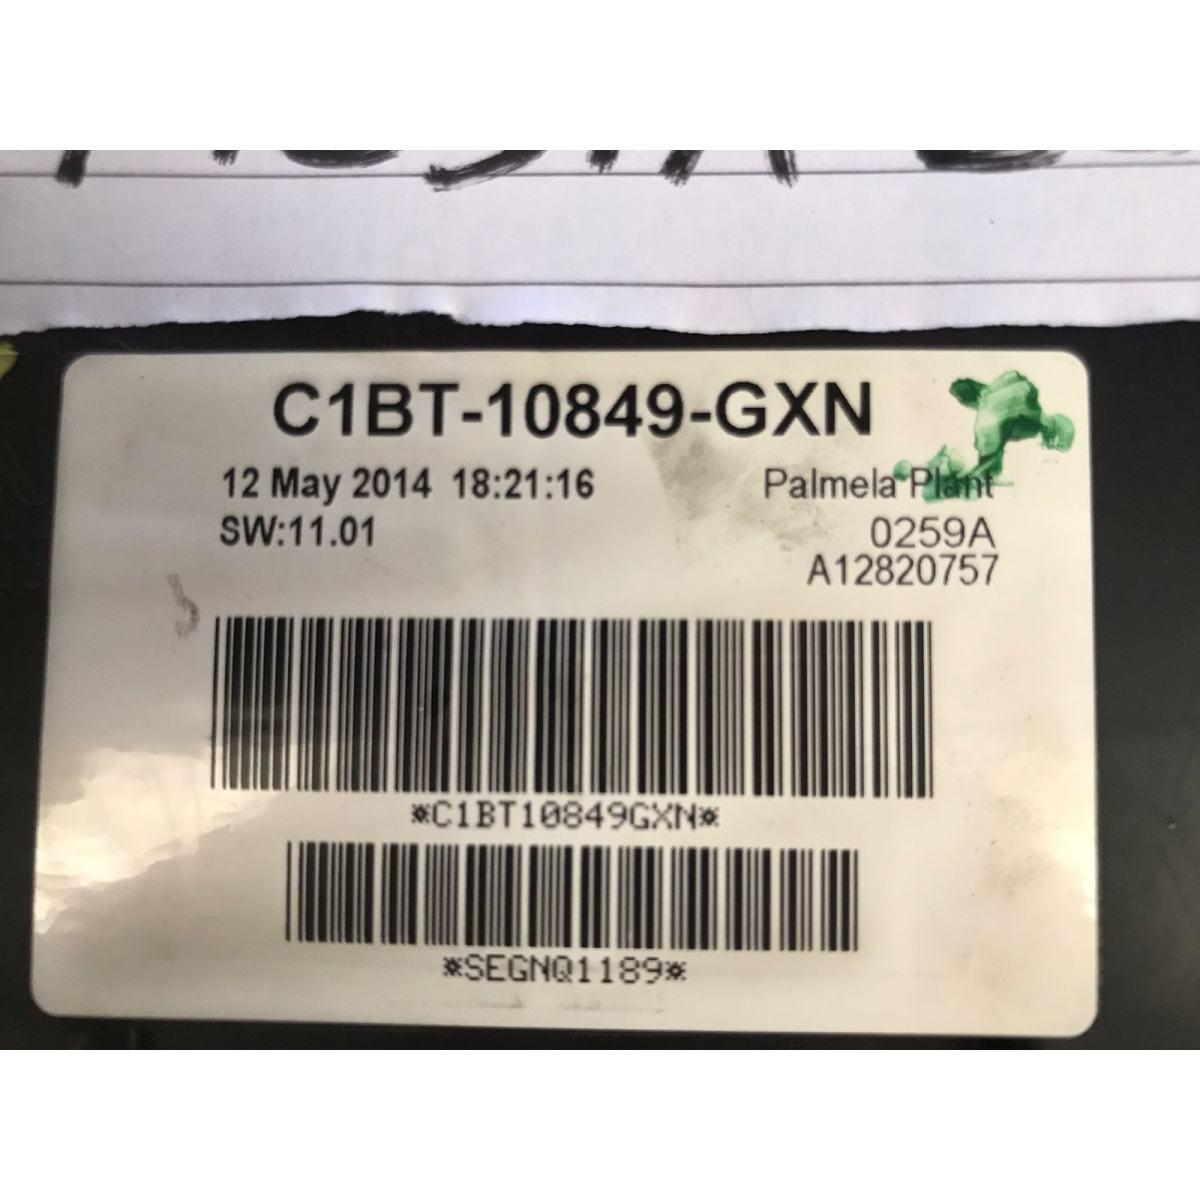 C1BT-10849-GXN
12 May 2014 18:21:16 Palmela Plant
SW:11.01 0259A
A12820757
*C1BT10849GXN*
*SEGNQ1189*